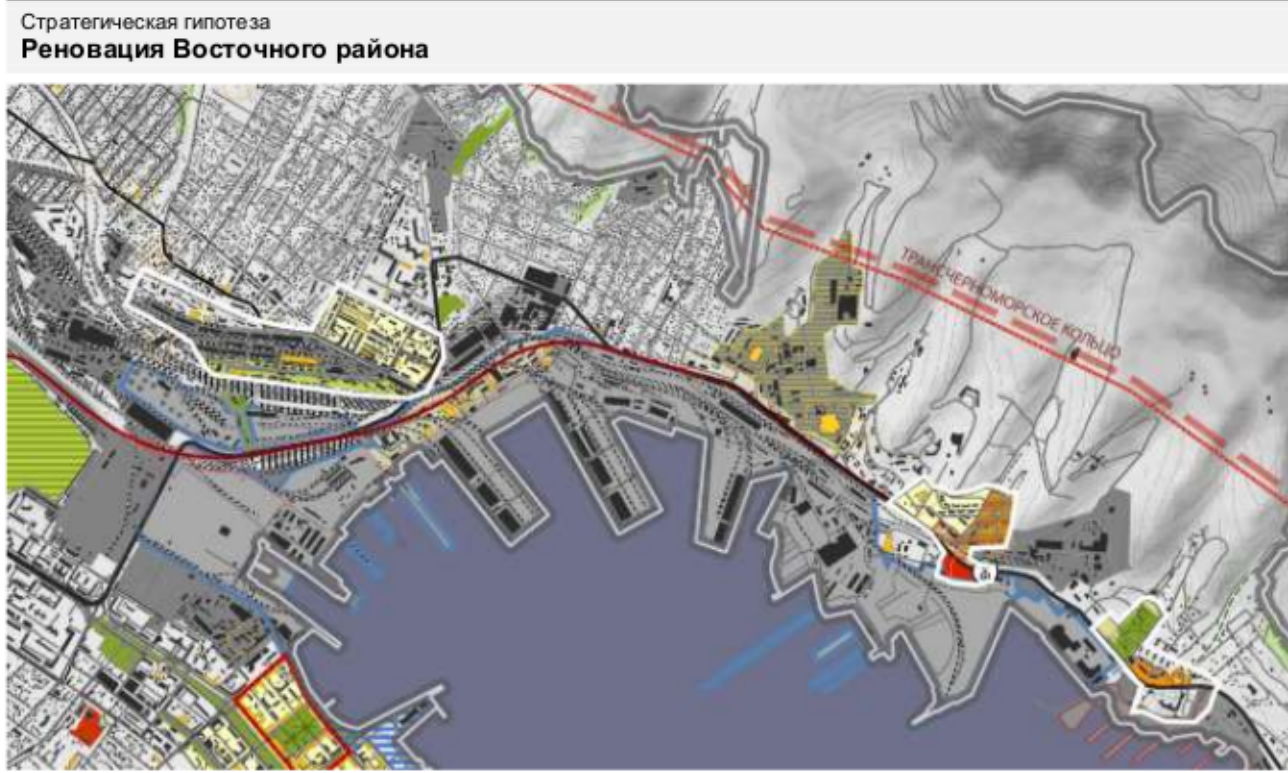 Стратегическая гипотеза
Реновация Восточного района
ТРАНСЧЕРНОМОРСКОЕ КОЛЬЦО